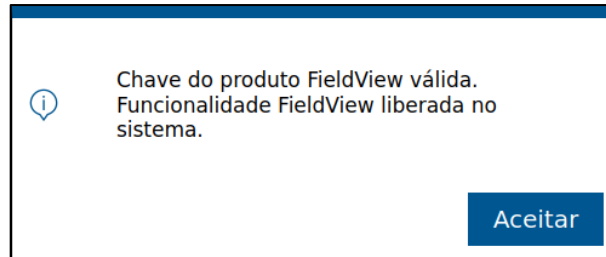 Chave do produto FieldView válida.
Funcionalidade FieldView liberada no
sistema.
Aceitar